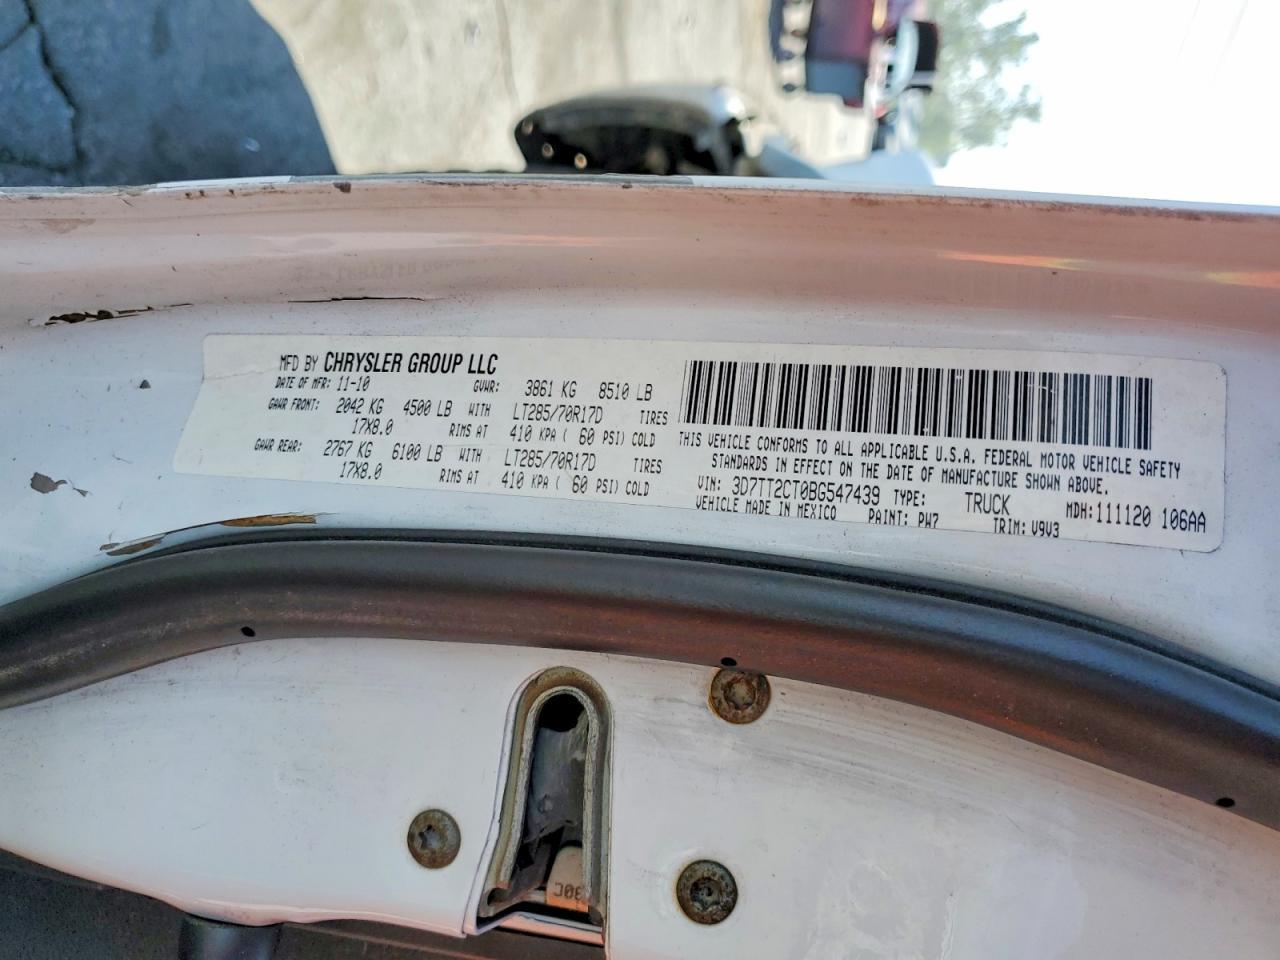 MFD BY CHRYSLER GROUP LLC
DATE OF MFR: 11-10 GVWR: 3861 KG 8510 LB
GAWR FRONT: 2042 KG 4500 LB WITH LT285/70R17D TIRES
17X8.0 RIMS AT 410 KPA ( 60 PSI) COLD
GAWR REAR: 2767 KG 6100 LB WITH LT285/70R17D TIRES
17X8.0 RIMS AT 410 KPA ( 60 PSI) COLD
THIS VEHICLE CONFORMS TO ALL APPLICABLE U.S.A. FEDERAL MOTOR VEHICLE SAFETY
STANDARDS IN EFFECT ON THE DATE OF MANUFACTURE SHOWN ABOVE.
VIN: 3D7TT2CT0BG547439 TYPE: TRUCK MDH: 111120 106AA
VEHICLE MADE IN MEXICO PAINT: PW7 TRIM: V9V3
30C